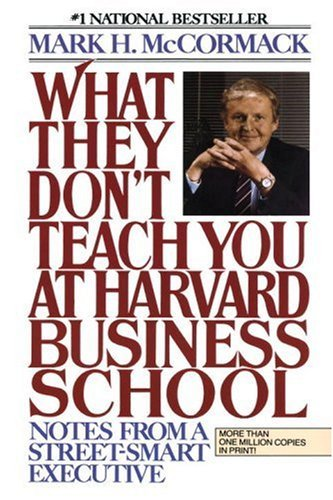 #1 NATIONAL BESTSELLER
MARK H. McCORMACK
WHAT
THEY
DON'T
TEACH YOU
AT HARVARD
BUSINESS
SCHOOL
NOTES FROM A
STREET-SMART
EXECUTIVE
MORE THAN
ONE MILLION COPIES
IN PRINT!